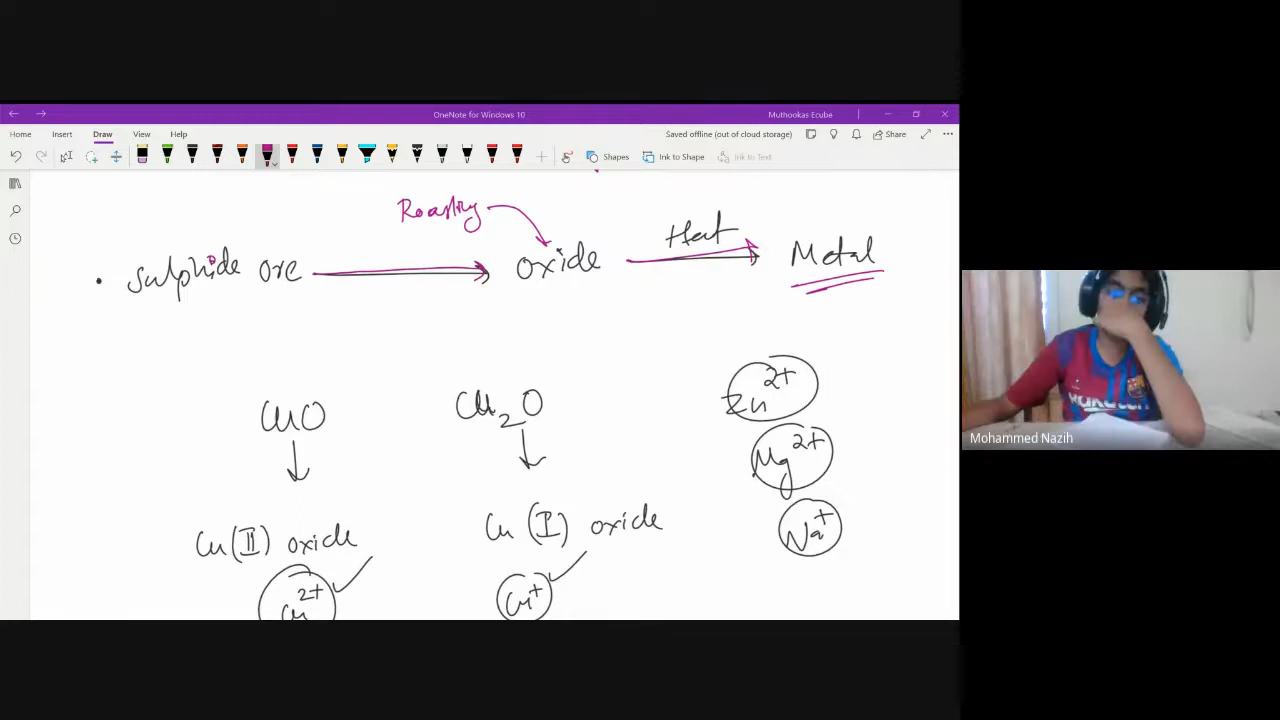 OneNote for Windows 10
Muthookas Ecube
Home Insert Draw View Help
Saved offline (out of cloud storage)
Share
Shapes
Ink to Shape
Ink to Text
Roasting
• Sulphide ore → oxide Heat → Metal
CuO Cu2O Zn2+
Mg2+
Cu(II) oxide Cu(I) oxide Na+
Cu2+ Cu+
Mohammed Nazih